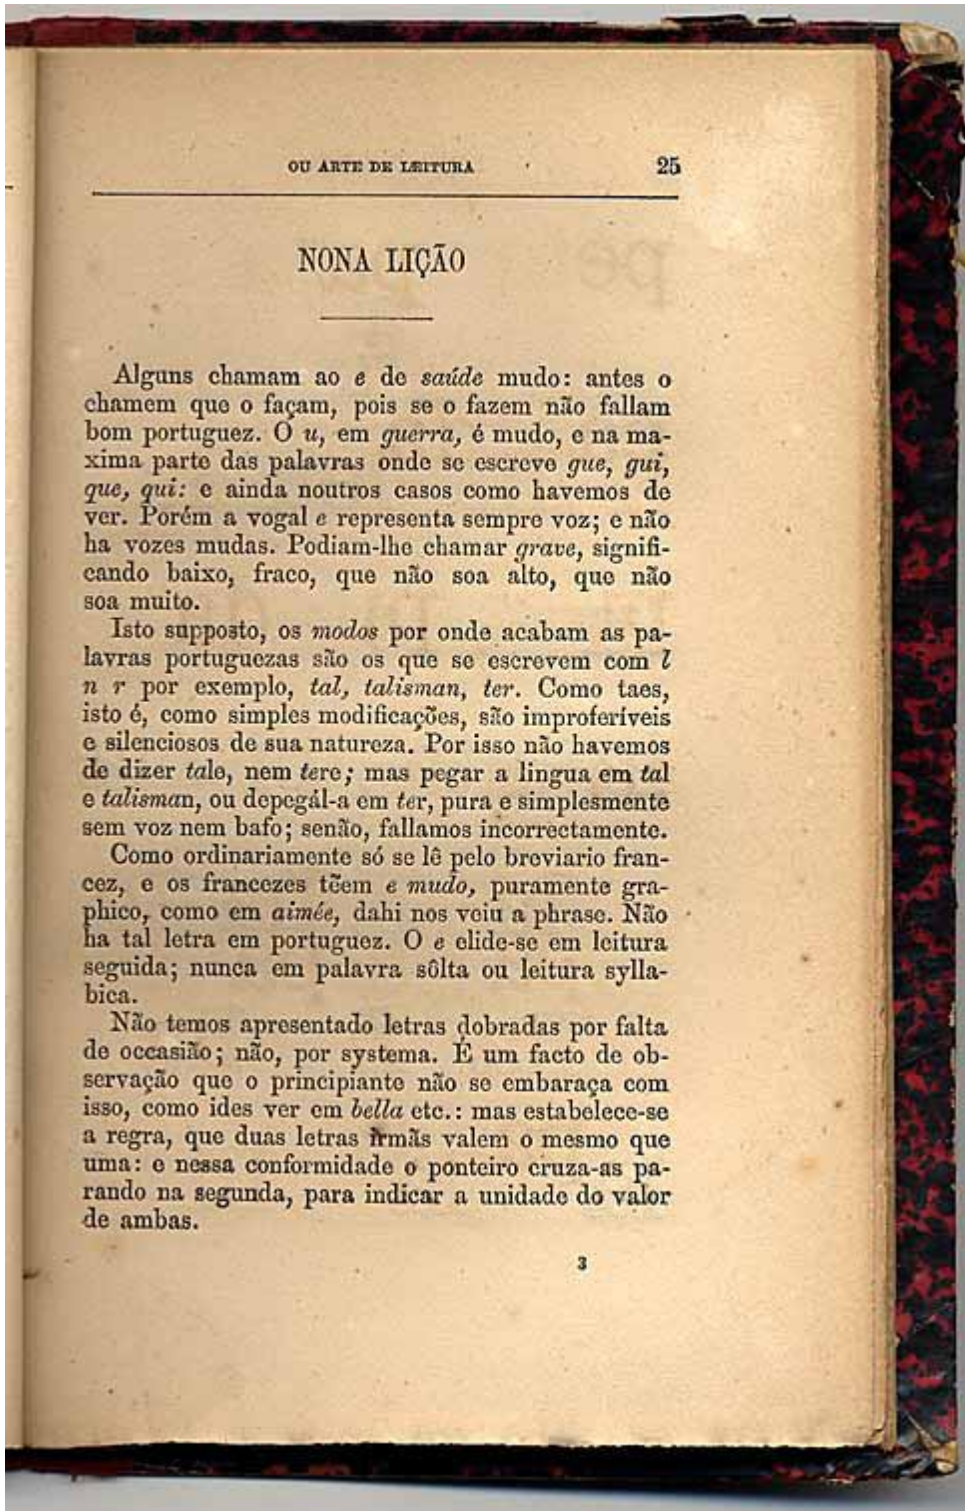 OU ARTE DE LEITURA 25
NONA LIÇÃO
Alguns chamam ao e de saúde mudo: antes o
chamem que o façam, pois se o fazem não fallam
bom portuguez. O u, em guerra, é mudo, e na ma-
xima parte das palavras onde se escreve gue, gui,
que, qui: e ainda noutros casos como havemos de
ver. Porém a vogal e representa sempre voz; e não
ha vozes mudas. Podiam-lhe chamar grave, signifi-
cando baixo, fraco, que não soa alto, que não
soa muito.
Isto supposto, os modos por onde acabam as pa-
lavras portuguezas são os que se escrevem com l
n r por exemplo, tal, talisman, ter. Como taes,
isto é, como simples modificações, são improferíveis
e silenciosos de sua natureza. Por isso não havemos
de dizer tale, nem tere; mas pegar a lingua em tal
e talisman, ou depegál-a em ter, pura e simplesmente
sem voz nem bafo; senão, fallamos incorrectamente.
Como ordinariamente só se lê pelo breviario fran-
cez, e os francezes têem e mudo, puramente gra-
phico, como em aimée, dahi nos veiu a phrase. Não
ha tal letra em portuguez. O e elide-se em leitura
seguida; nunca em palavra sôlta ou leitura sylla-
bica.
Não temos apresentado letras dobradas por falta
de occasião; não, por systema. É um facto de ob-
servação que o principiante não se embaraça com
isso, como ides ver em bella etc.: mas estabelece-se
a regra, que duas letras irmãs valem o mesmo que
uma: e nessa conformidade o ponteiro cruza-as pa-
rando na segunda, para indicar a unidade do valor
de ambas.
3